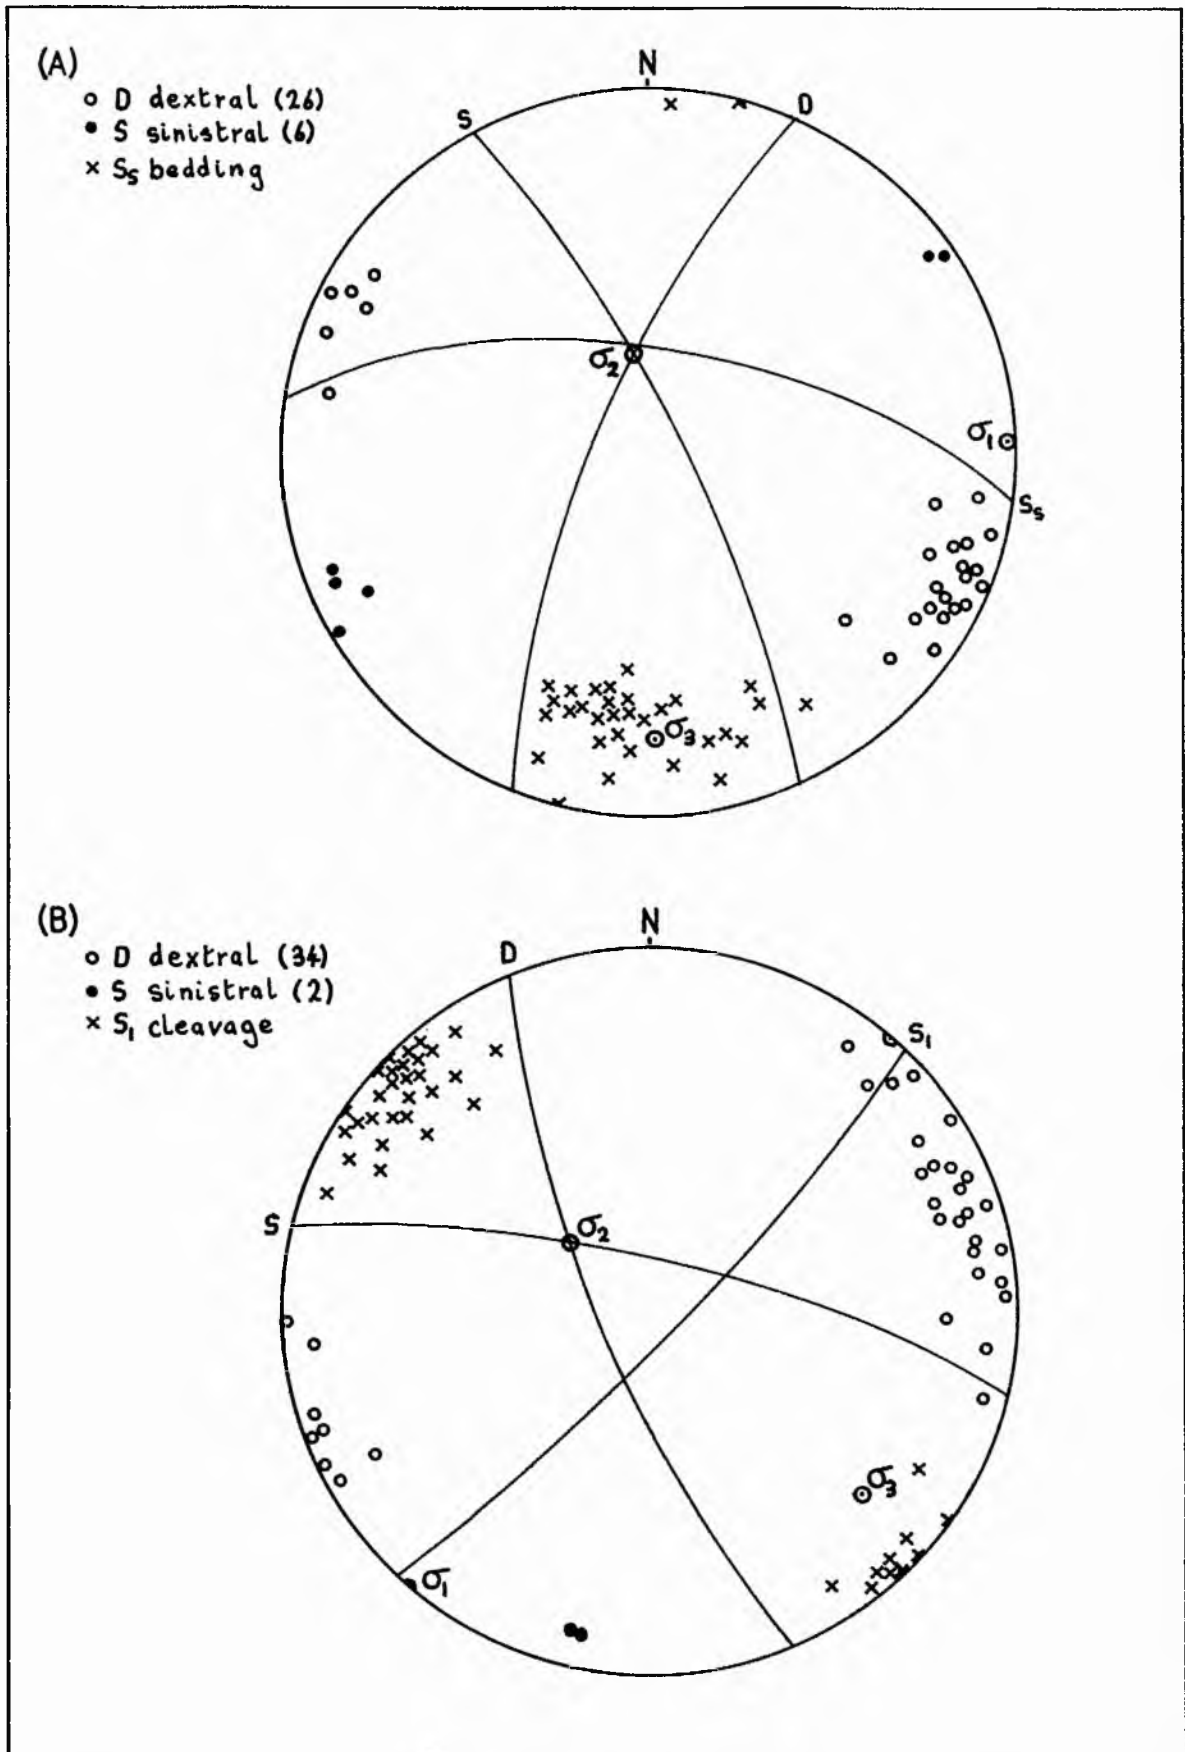 (A)
o D dextral (26)
● S sinistral (6)
× Sₛ bedding
N
S
D
σ₂
σ₁
Sₛ
σ₃
(B)
o D dextral (34)
● S sinistral (2)
× S₁ cleavage
N
D
S₁
S
σ₂
σ₃
σ₁